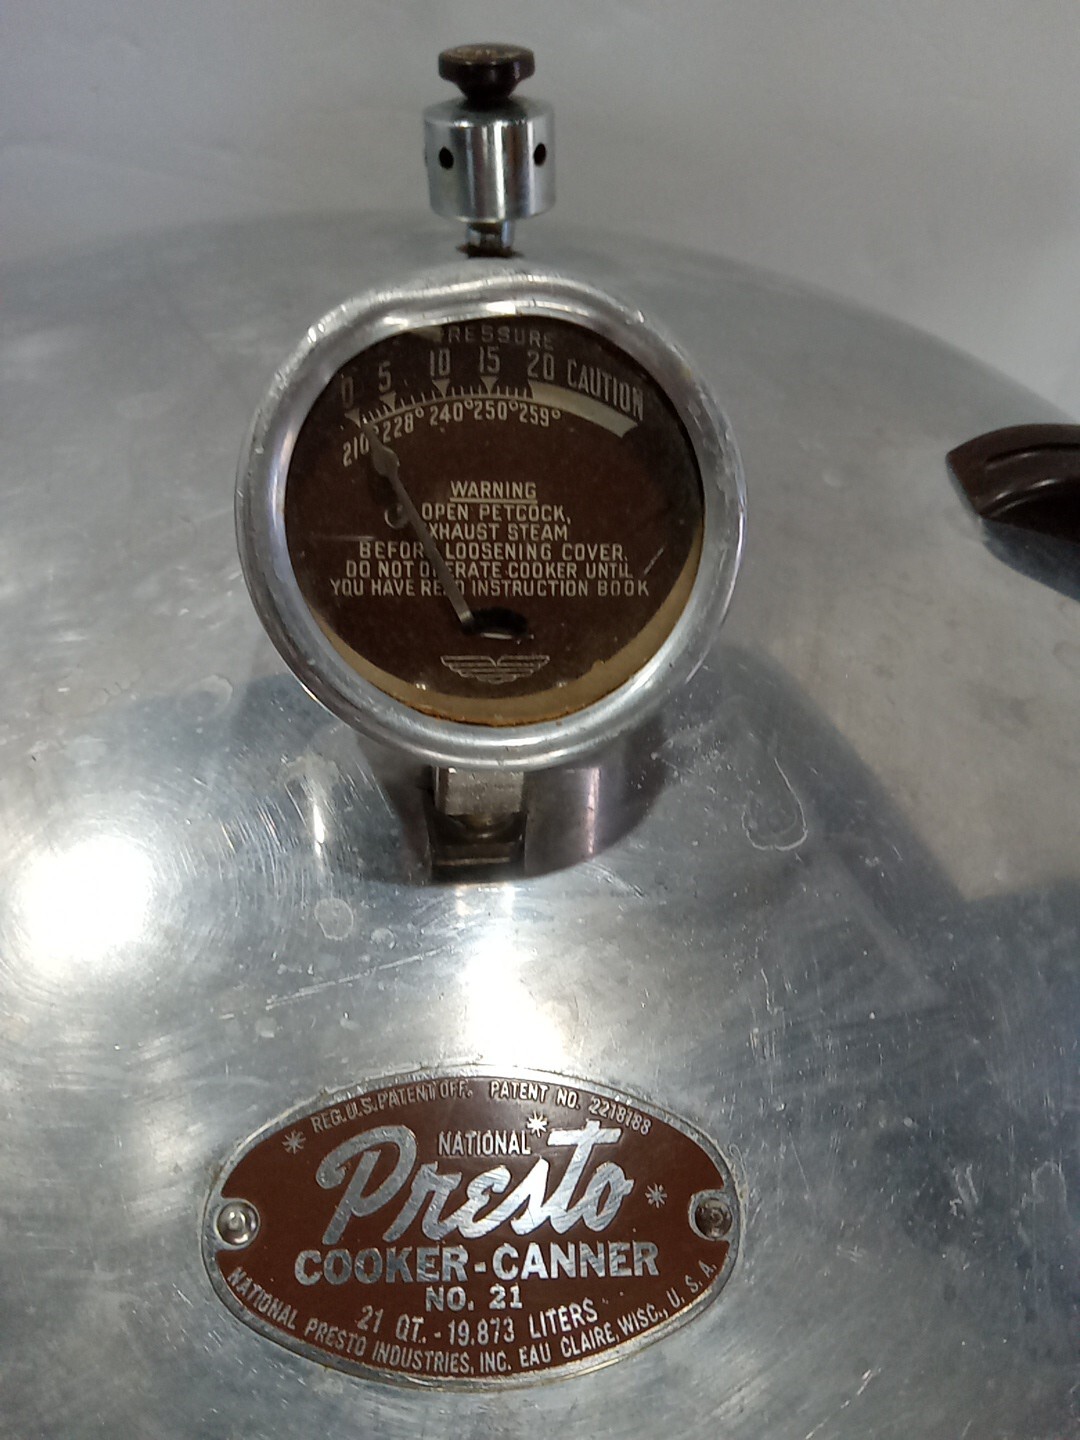 PRESSURE
0 5 10 15 20 CAUTION
210° 228° 240° 250° 259°
WARNING
OPEN PETCOCK,
EXHAUST STEAM
BEFORE LOOSENING COVER.
DO NOT OPERATE COOKER UNTIL
YOU HAVE READ INSTRUCTION BOOK
REG. U.S. PATENT OFF. PATENT NO. 2218188
NATIONAL
Presto
COOKER-CANNER
NO. 21
21 QT. - 19.873 LITERS
NATIONAL PRESTO INDUSTRIES, INC. EAU CLAIRE, WISC., U.S.A.